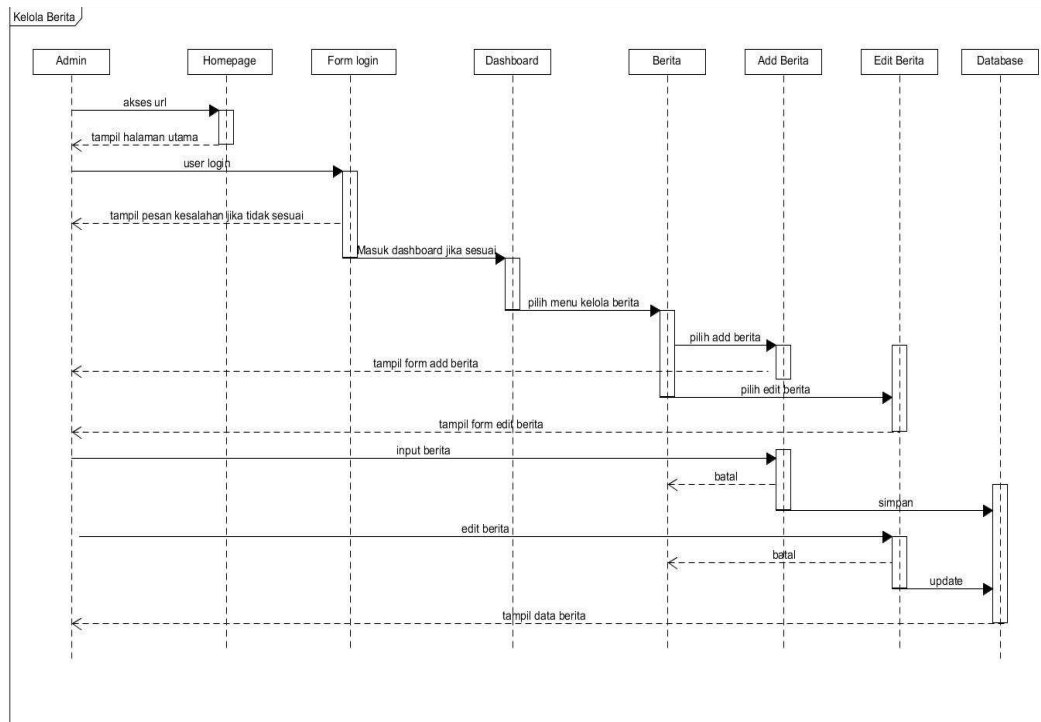 Kelola Berita
Admin
Homepage
Form login
Dashboard
Berita
Add Berita
Edit Berita
Database
akses url
tampil halaman utama
user login
tampil pesan kesalahan jika tidak sesuai
Masuk dashboard jika sesuai
pilih menu kelola berita
pilih add berita
tampil form add berita
pilih edit berita
tampil form edit berita
input berita
batal
simpan
edit berita
batal
update
tampil data berita